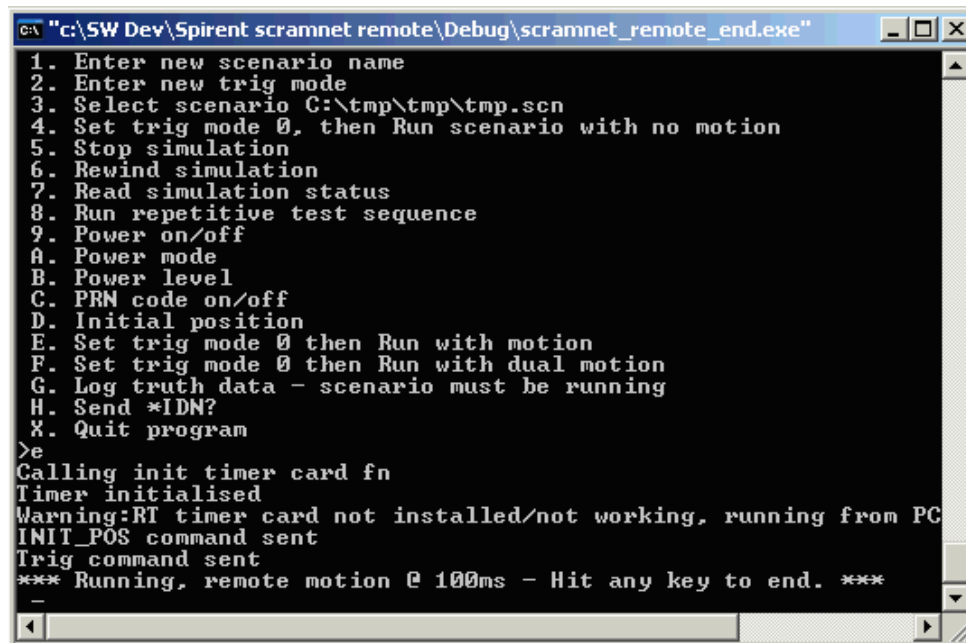 "c:\SW Dev\Spirent scramnet remote\Debug\scramnet_remote_end.exe"
1. Enter new scenario name
2. Enter new trig mode
3. Select scenario C:\tmp\tmp\tmp.scn
4. Set trig mode 0, then Run scenario with no motion
5. Stop simulation
6. Rewind simulation
7. Read simulation status
8. Run repetitive test sequence
9. Power on/off
A. Power mode
B. Power level
C. PRN code on/off
D. Initial position
E. Set trig mode 0 then Run with motion
F. Set trig mode 0 then Run with dual motion
G. Log truth data - scenario must be running
H. Send *IDN?
X. Quit program
>e
Calling init timer card fn
Timer initialised
Warning:RT timer card not installed/not working, running from PC
INIT_POS command sent
Trig command sent
*** Running, remote motion @ 100ms - Hit any key to end. ***